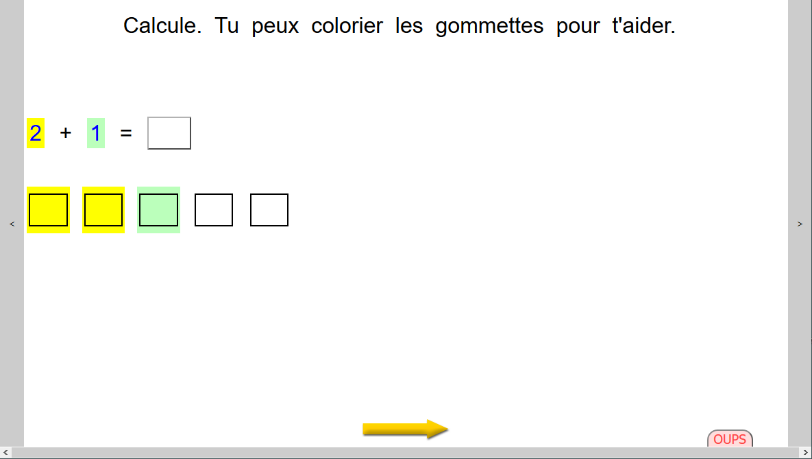 Calcule. Tu peux colorier les gommettes pour t'aider.
2 + 1 =
< >
OUPS
< >